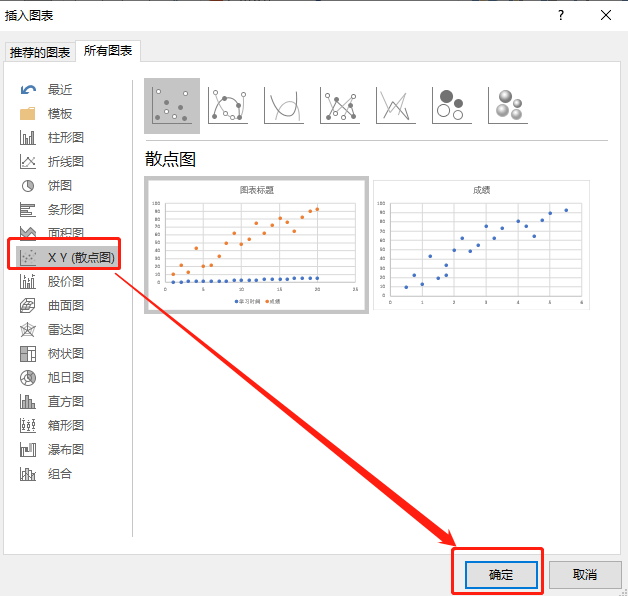 插入图表
?
推荐的图表 所有图表
最近
模板
柱形图
折线图
饼图
条形图
面积图
X Y (散点图)
股价图
曲面图
雷达图
树状图
旭日图
直方图
箱形图
瀑布图
组合
散点图
图表标题
100
90
80
70
60
50
40
30
20
10
0
0 5 10 15 20 25
学习时间 成绩
成绩
100
90
80
70
60
50
40
30
20
10
0
0 1 2 3 4 5 6
确定 取消